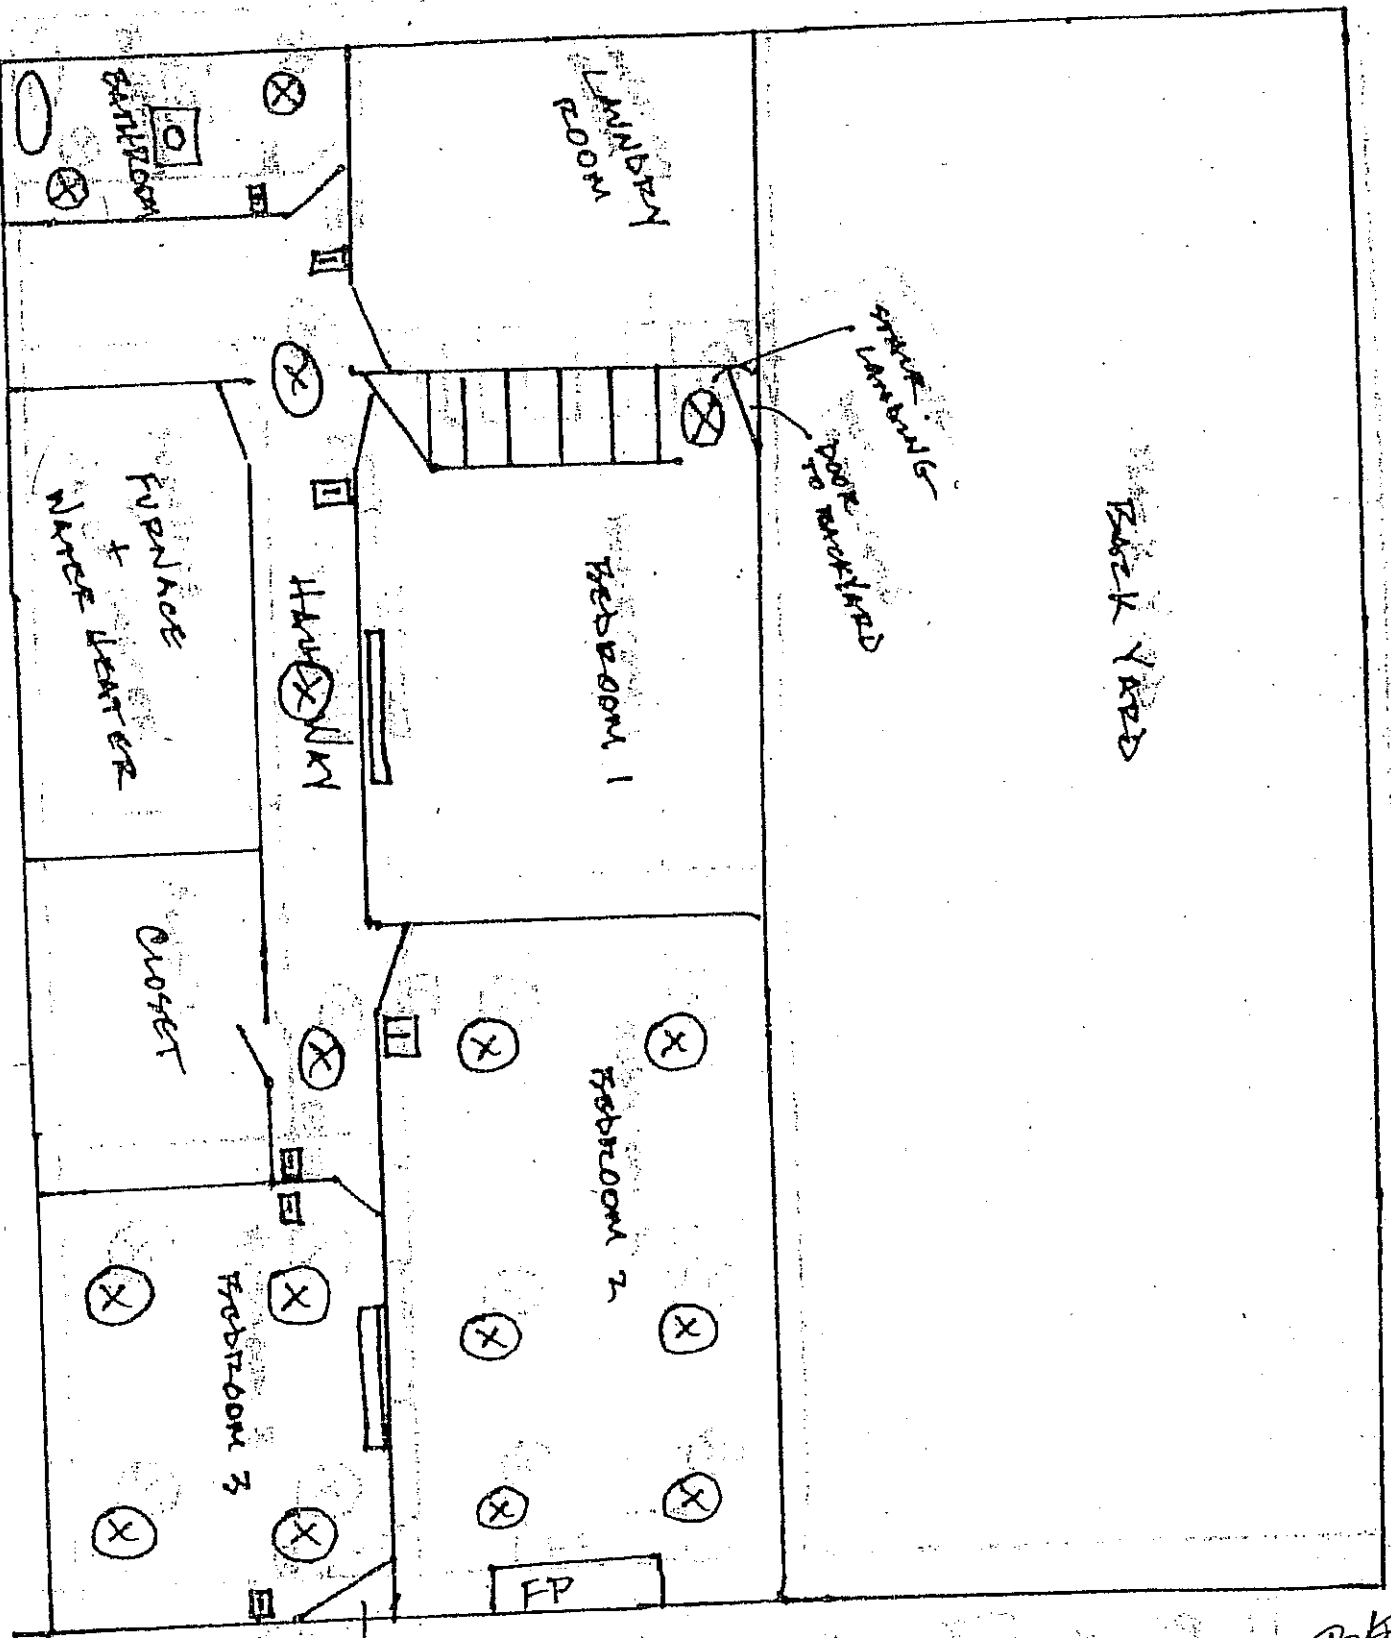 BATHROOM
LAUNDRY
ROOM
STAIR
LANDING
DOOR
TO BACKYARD
BACK YARD
FURNACE
+
WATER HEATER
HALLWAY
BEDROOM 1
CLOSET
BEDROOM 2
BEDROOM 3
FP